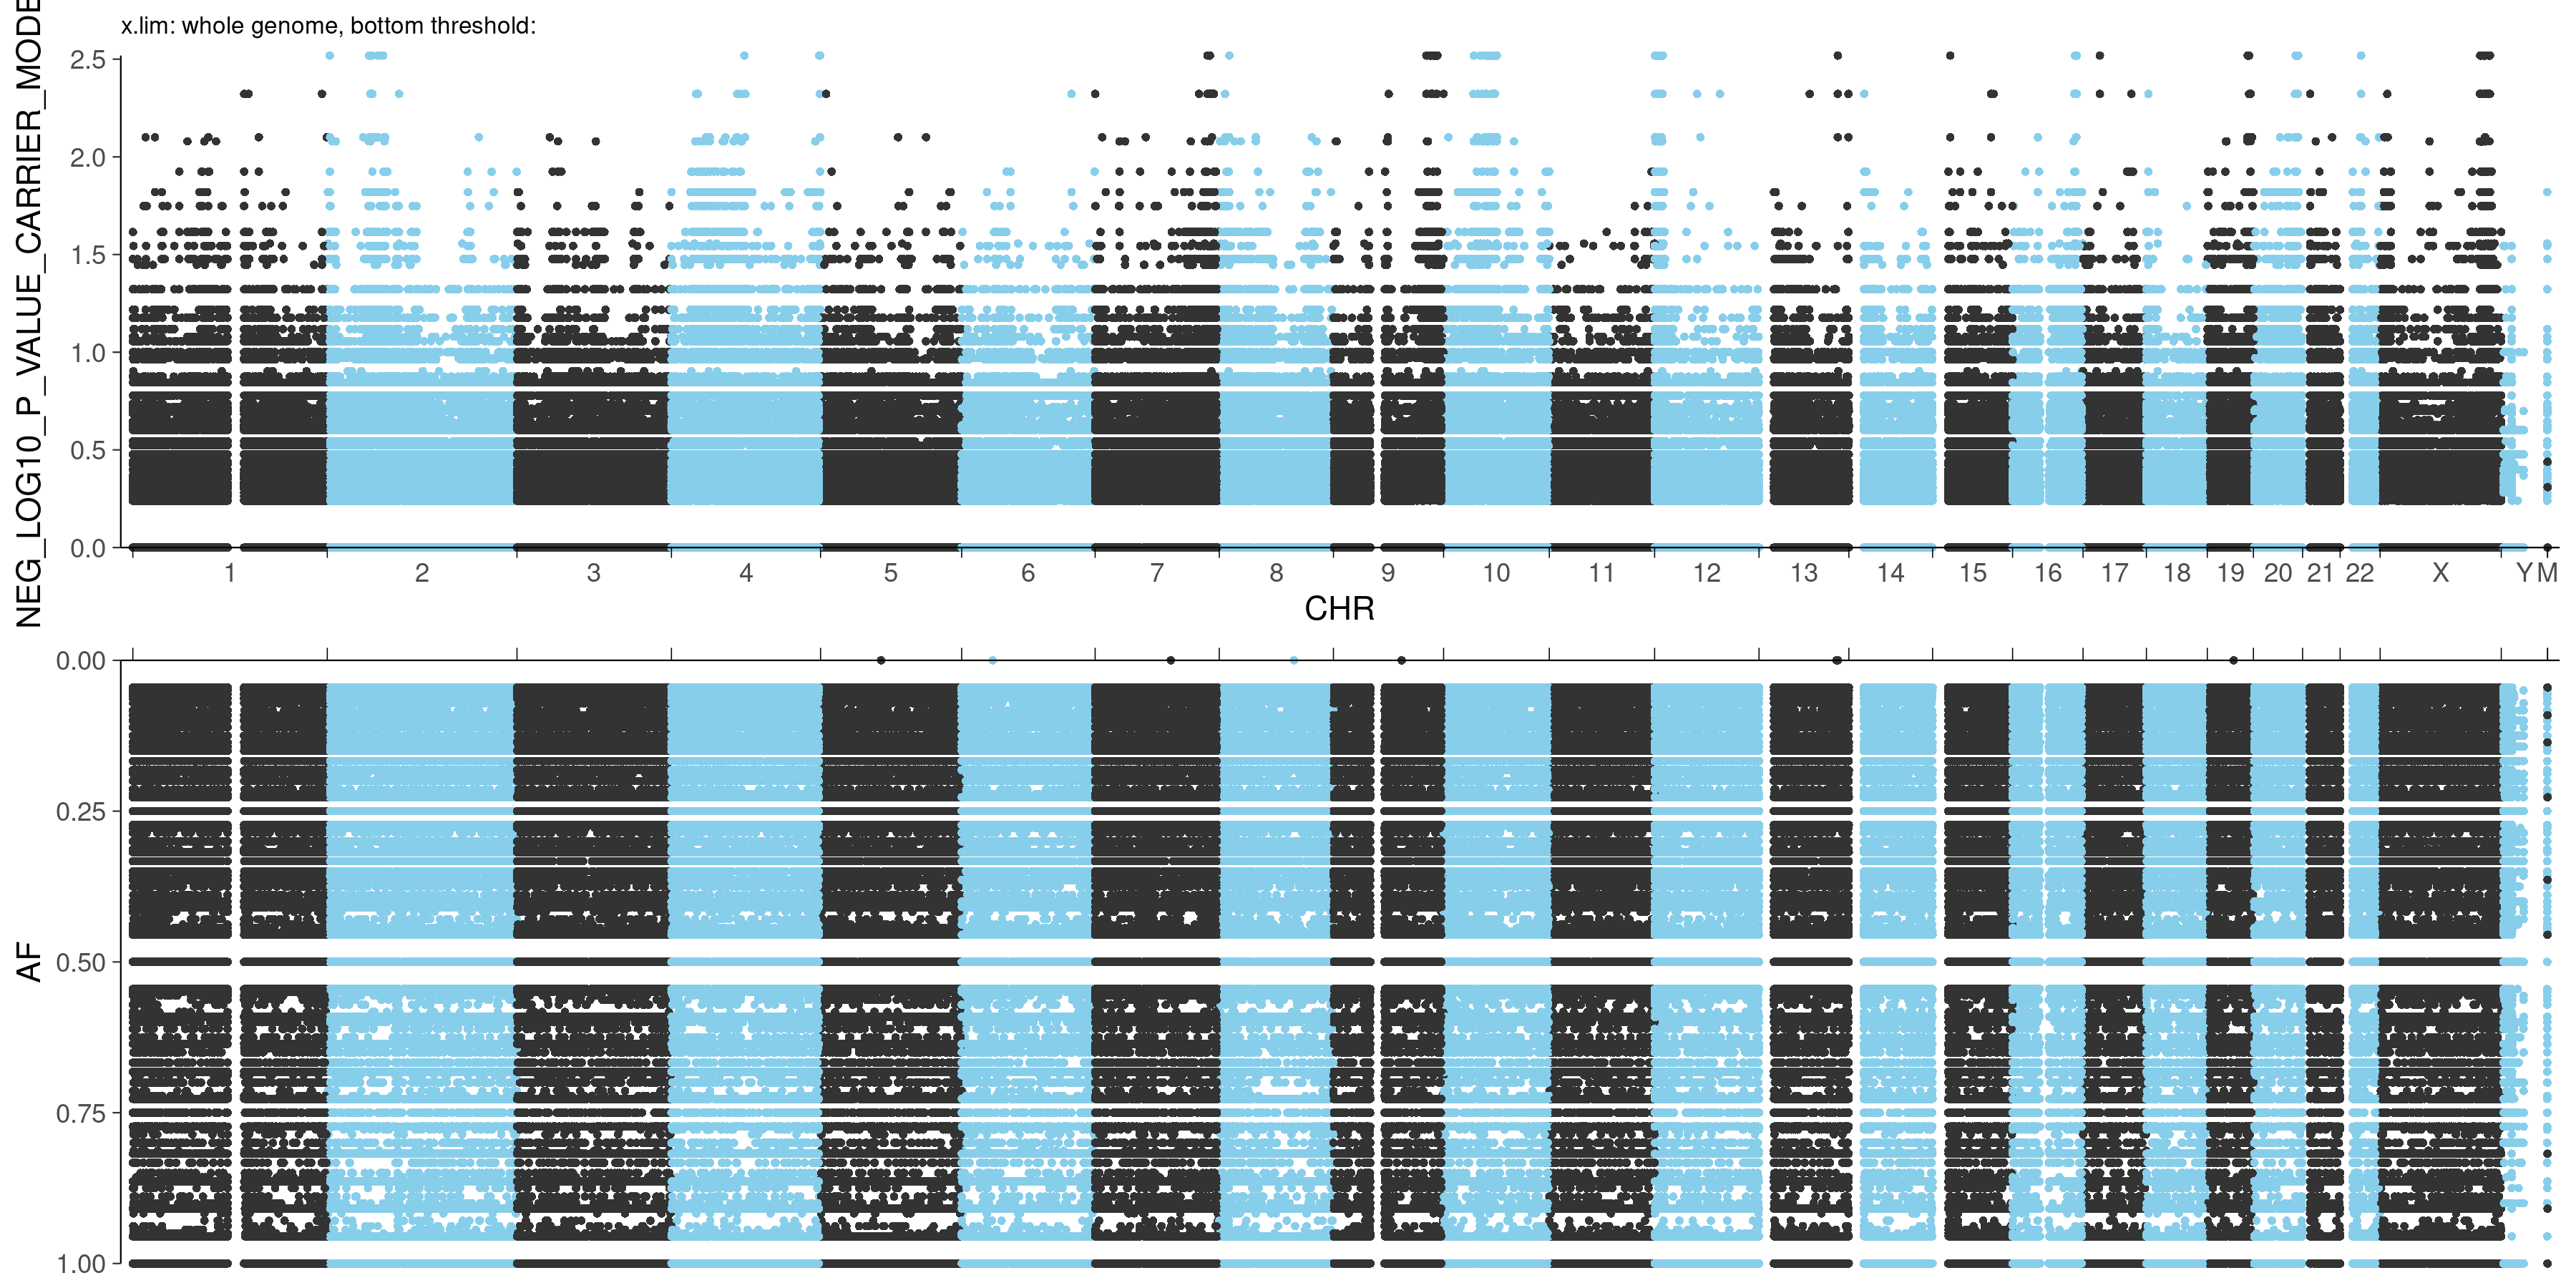 x.lim: whole genome, bottom threshold:
NEG_LOG10_P_VALUE_CARRIER_MODE
2.5
2.0
1.5
1.0
0.5
0.0
1 2 3 4 5 6 7 8 9 10 11 12 13 14 15 16 17 18 19 20 21 22 X Y M
CHR
AF
0.00
0.25
0.50
0.75
1.00